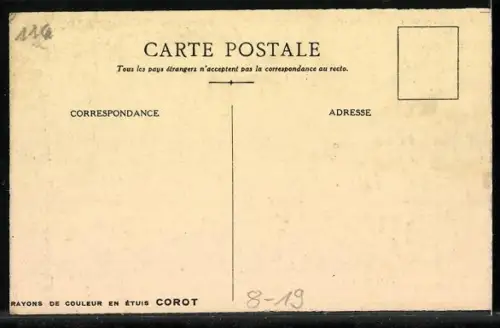 114
CARTE POSTALE
Tous les pays étrangers n'acceptent pas la correspondance au recto.
CORRESPONDANCE
ADRESSE
RAYONS DE COULEUR EN ÉTUIS COROT
8-19